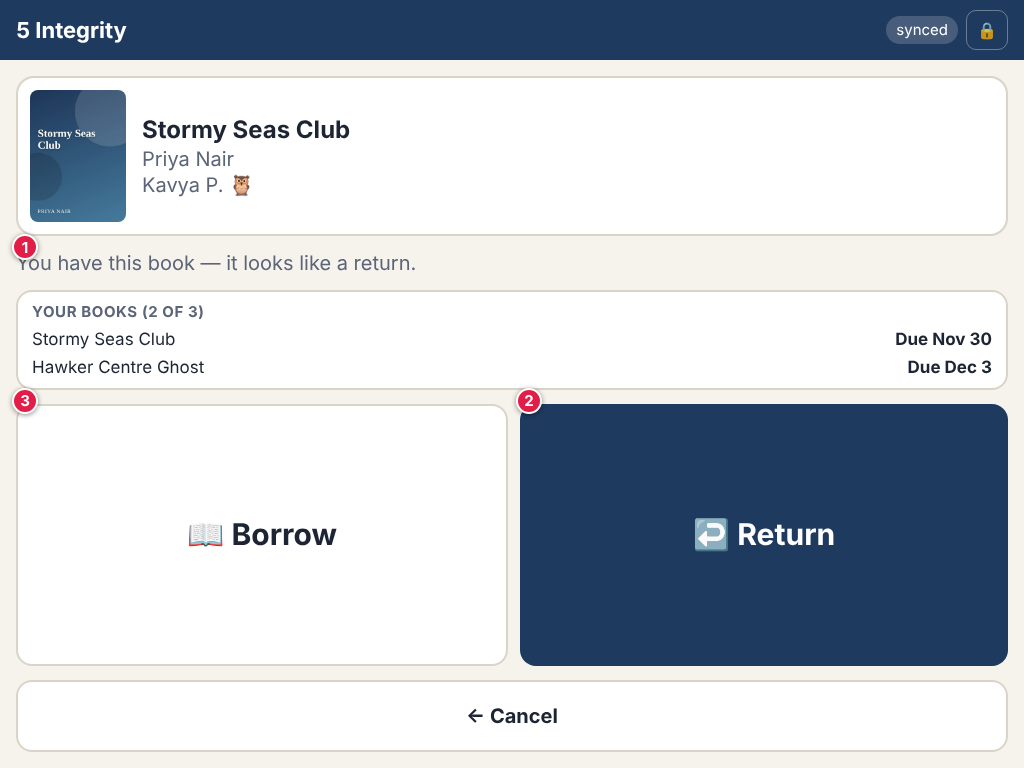 5 Integrity
synced
Stormy Seas
Club
PRIYA NAIR
Stormy Seas Club
Priya Nair
Kavya P. 🦉
1
You have this book — it looks like a return.
YOUR BOOKS (2 OF 3)
Stormy Seas Club Due Nov 30
Hawker Centre Ghost Due Dec 3
3
📖 Borrow
2
↩️ Return
← Cancel